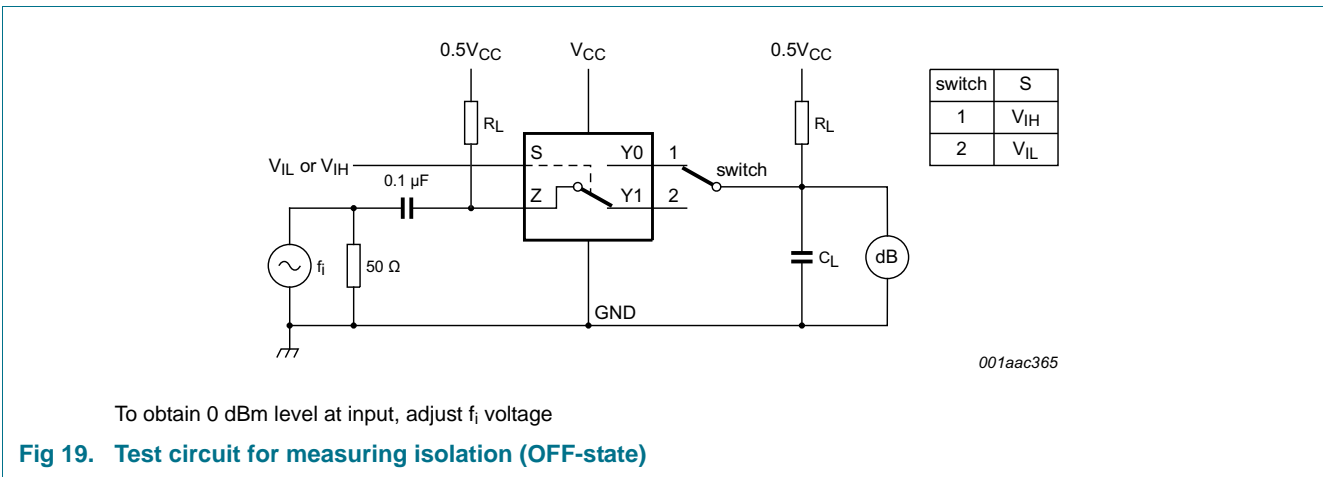 0.5VCC VCC 0.5VCC
switch S
1 VIH
2 VIL
RL RL
S Y0 1
VIL or VIH switch
0.1 µF
Z Y1 2
fi 50 Ω CL dB
GND
001aac365
To obtain 0 dBm level at input, adjust fi voltage
Fig 19. Test circuit for measuring isolation (OFF-state)